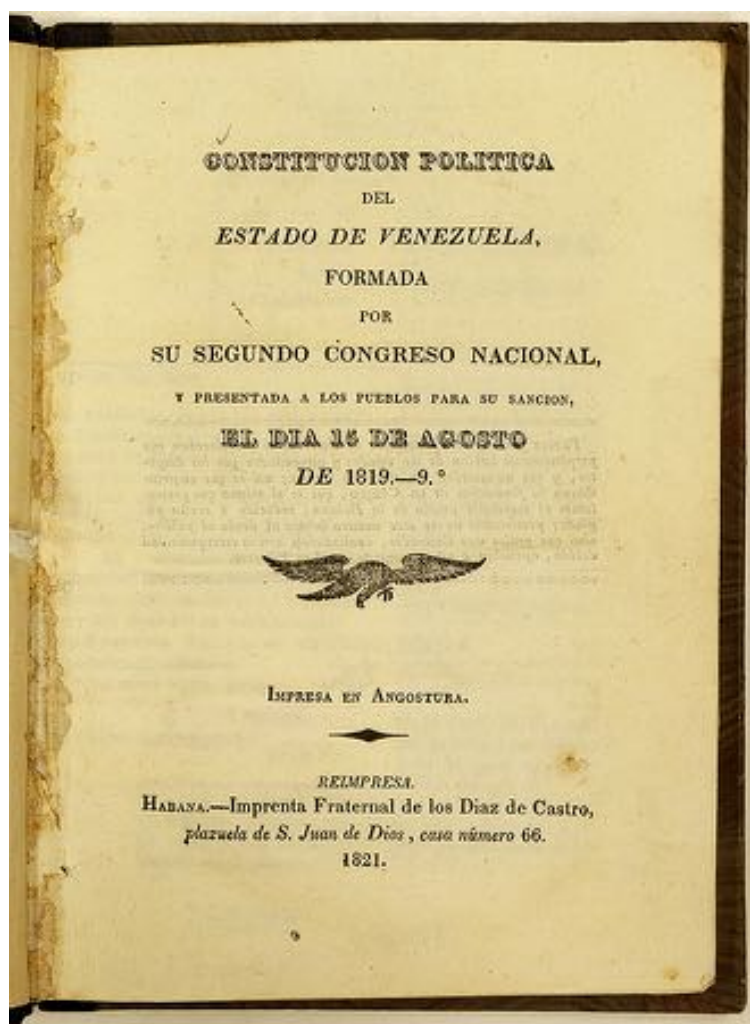 CONSTITUCION POLITICA
DEL
ESTADO DE VENEZUELA,
FORMADA
POR
SU SEGUNDO CONGRESO NACIONAL,
Y PRESENTADA A LOS PUEBLOS PARA SU SANCION,
EL DIA 15 DE AGOSTO
DE 1819.—9.°
IMPRESA EN ANGOSTURA.
REIMPRESA.
HABANA.—Imprenta Fraternal de los Diaz de Castro,
plazuela de S. Juan de Dios, casa número 66.
1821.